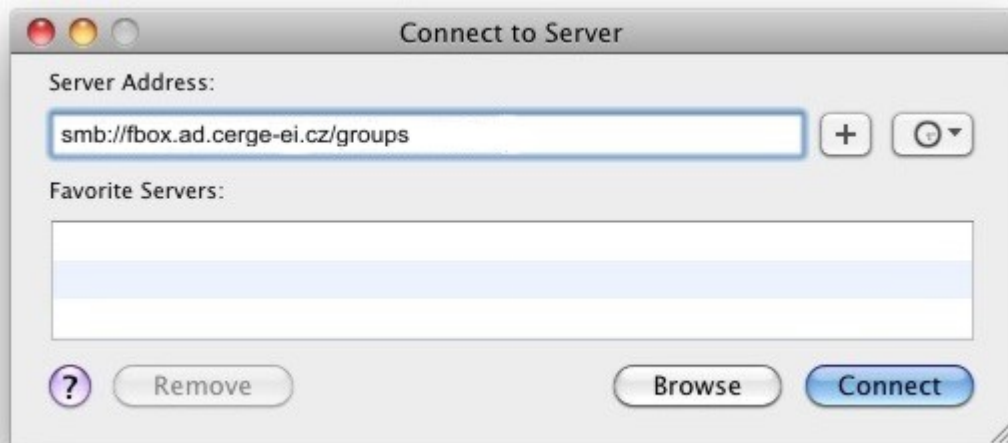 Connect to Server
Server Address:
smb://fbox.ad.cerge-ei.cz/groups
+
Favorite Servers:
?
Remove
Browse
Connect